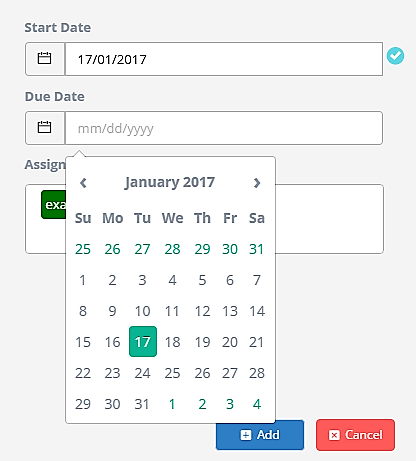 Start Date
17/01/2017
Due Date
mm/dd/yyyy
Assign
exa
‹ January 2017 ›
Su Mo Tu We Th Fr Sa
25 26 27 28 29 30 31
1 2 3 4 5 6 7
8 9 10 11 12 13 14
15 16 17 18 19 20 21
22 23 24 25 26 27 28
29 30 31 1 2 3 4
Add Cancel